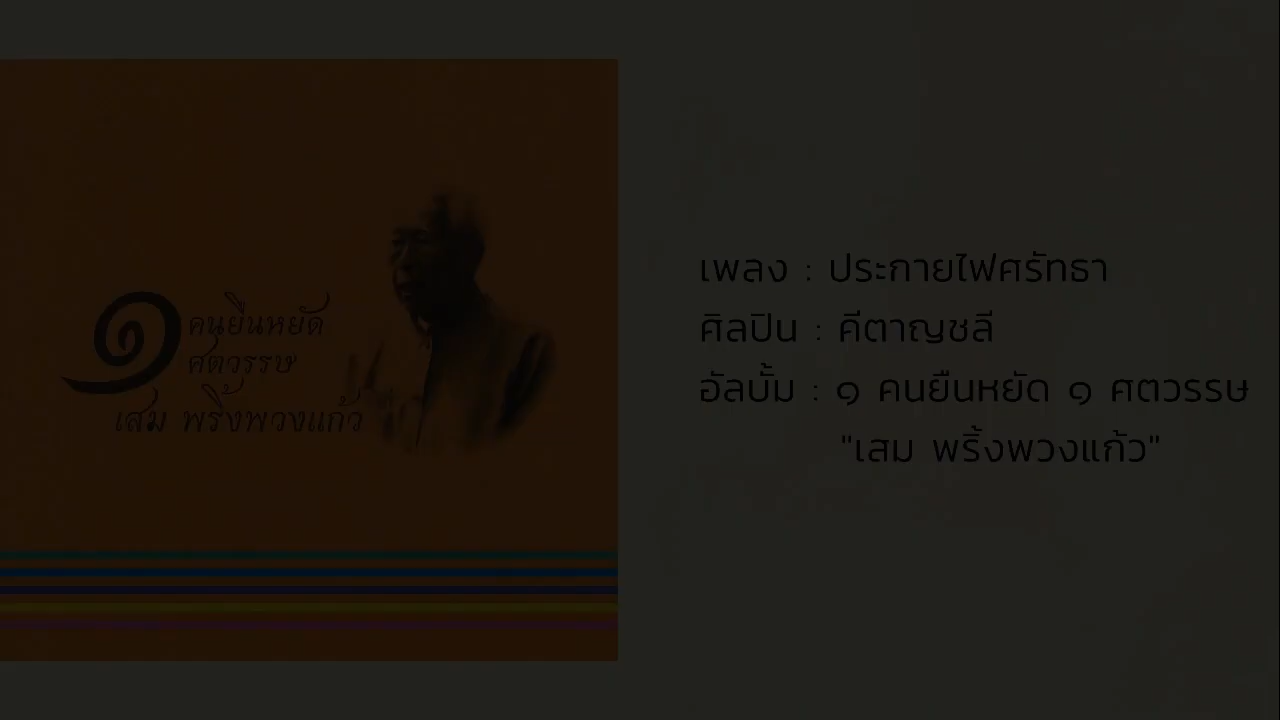 ๑ คนยืนหยัด
ศตวรรษ
เสม พริ้งพวงแก้ว
เพลง : ประกายไฟศรัทธา
ศิลปิน : คีตาญชลี
อัลบั้ม : ๑ คนยืนหยัด ๑ ศตวรรษ
"เสม พริ้งพวงแก้ว"